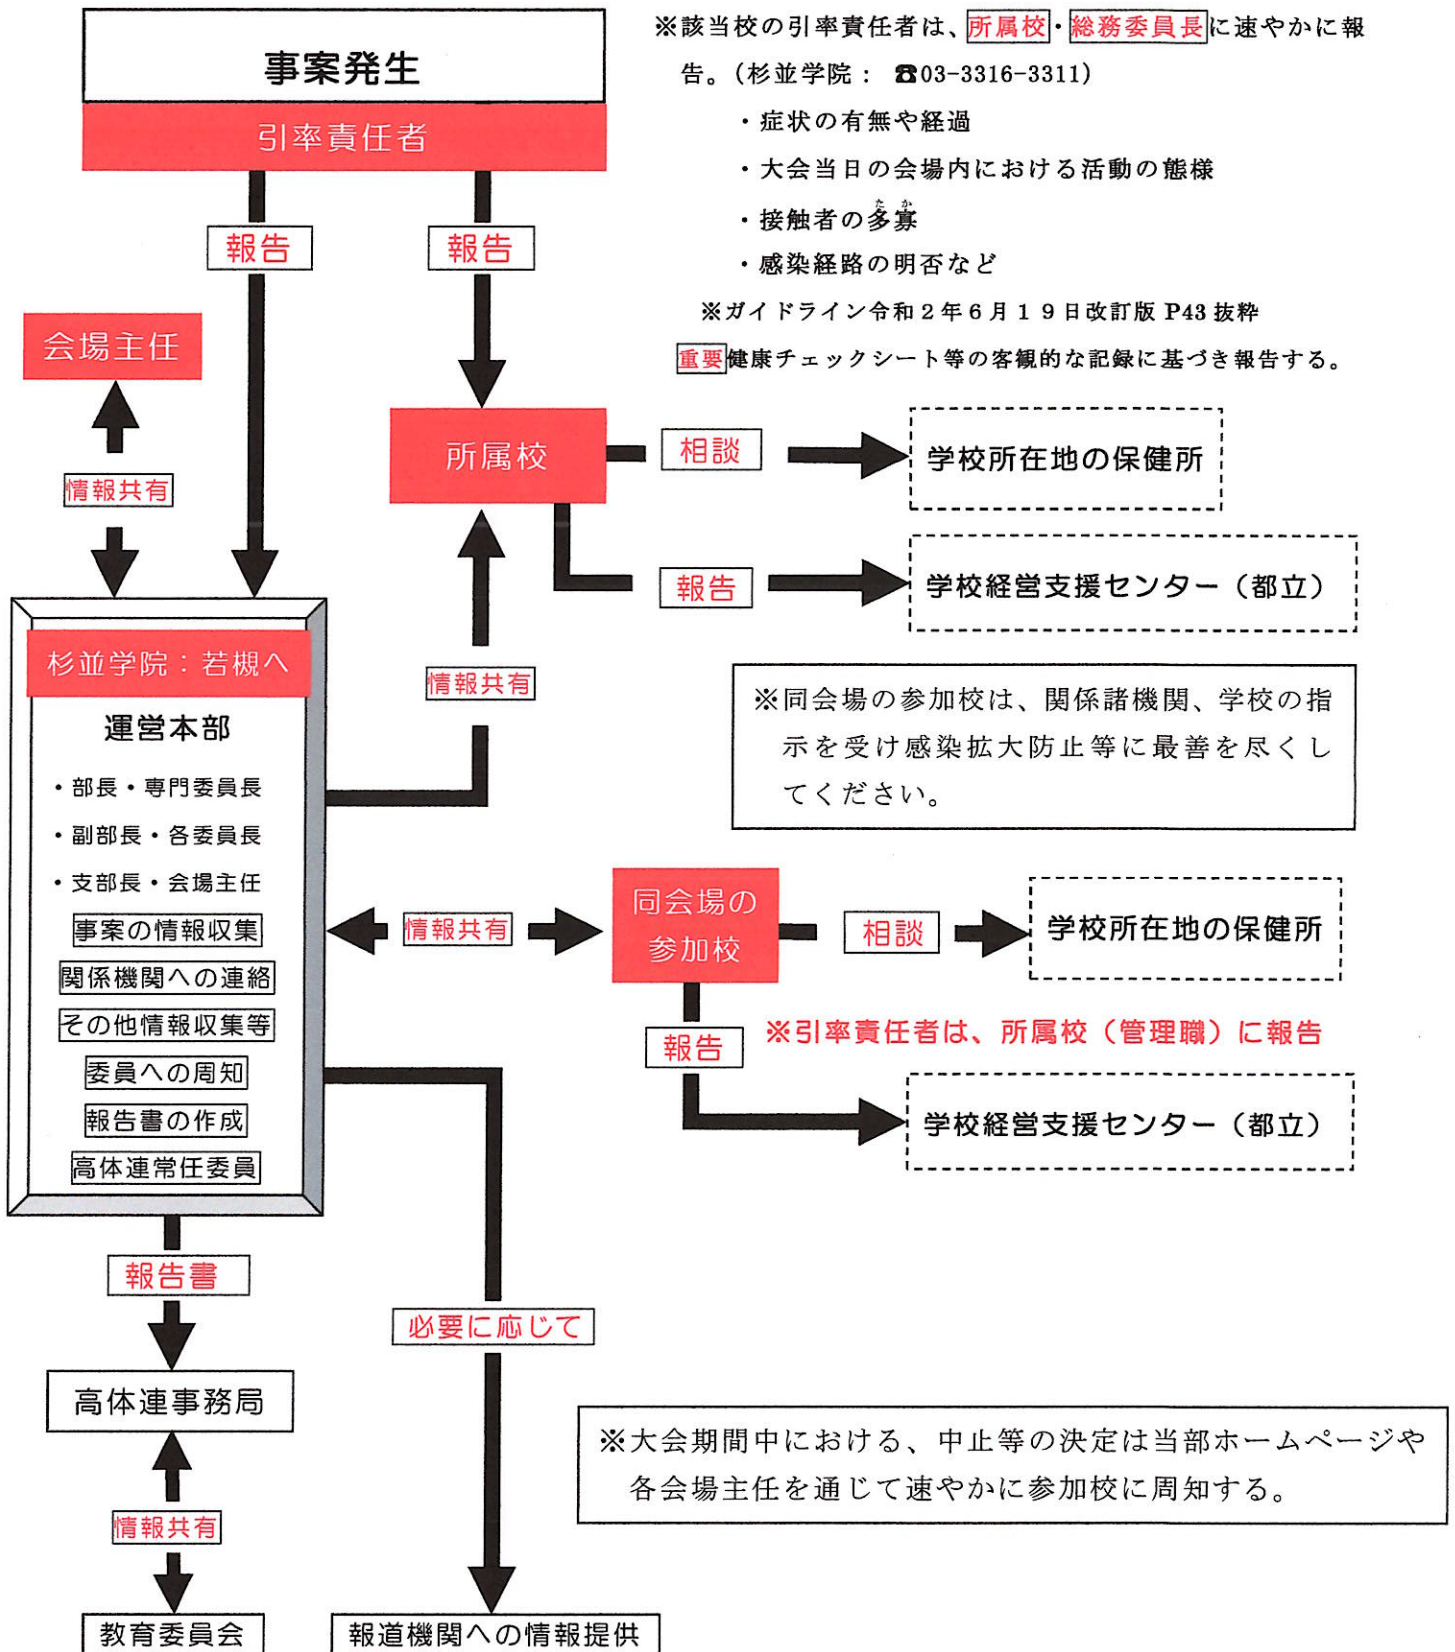 事案発生
引率責任者
※該当校の引率責任者は、所属校・総務委員長に速やかに報
告。（杉並学院： ☎03-3316-3311）
・症状の有無や経過
・大会当日の会場内における活動の態様
・接触者の多寡
たか
・感染経路の明否など
※ガイドライン令和２年６月１９日改訂版 P43 抜粋
重要健康チェックシート等の客観的な記録に基づき報告する。
報告
報告
会場主任
情報共有
所属校
相談
学校所在地の保健所
報告
学校経営支援センター（都立）
情報共有
※同会場の参加校は、関係諸機関、学校の指
示を受け感染拡大防止等に最善を尽くし
てください。
杉並学院：若槻へ
運営本部
・部長・専門委員長
・副部長・各委員長
・支部長・会場主任
事案の情報収集
関係機関への連絡
その他情報収集等
委員への周知
報告書の作成
高体連常任委員
情報共有
同会場の
参加校
相談
学校所在地の保健所
報告
※引率責任者は、所属校（管理職）に報告
学校経営支援センター（都立）
報告書
必要に応じて
高体連事務局
※大会期間中における、中止等の決定は当部ホームページや
各会場主任を通じて速やかに参加校に周知する。
情報共有
教育委員会
報道機関への情報提供